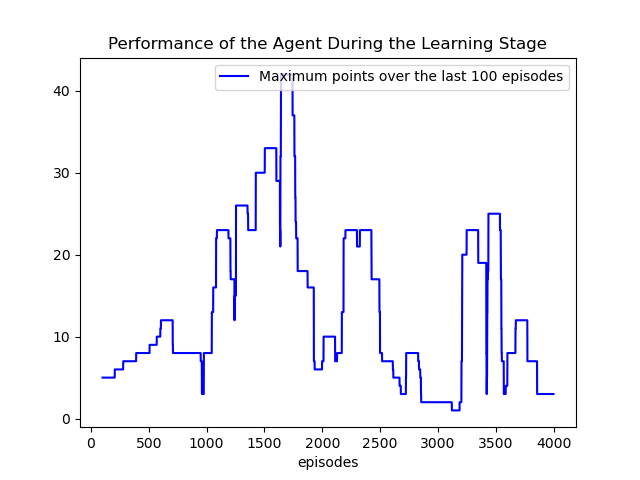 Performance of the Agent During the Learning Stage
Maximum points over the last 100 episodes
40
30
20
10
0
0 500 1000 1500 2000 2500 3000 3500 4000
episodes